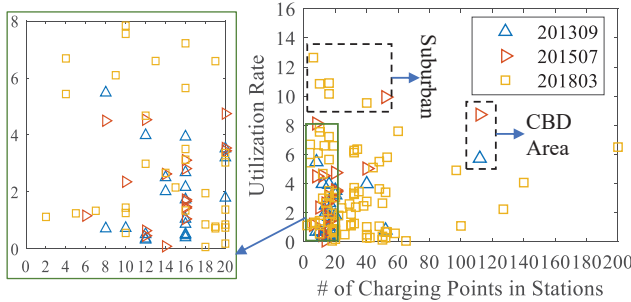 8
6
4
2
0
0 2 4 6 8 10 12 14 16 18 20
Utilization Rate
16
14
12
10
8
6
4
2
0
0 20 40 60 80 100 120 140 160 180 200
# of Charging Points in Stations
Suburban
201309
201507
201803
CBD
Area